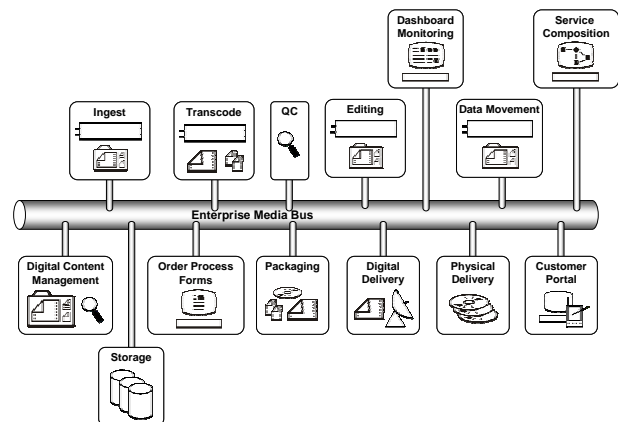 Dashboard
Monitoring
Service
Composition
Ingest
Transcode
QC
Editing
Data Movement
Enterprise Media Bus
Digital Content
Management
Order Process
Forms
Packaging
Digital
Delivery
Physical
Delivery
Customer
Portal
Storage